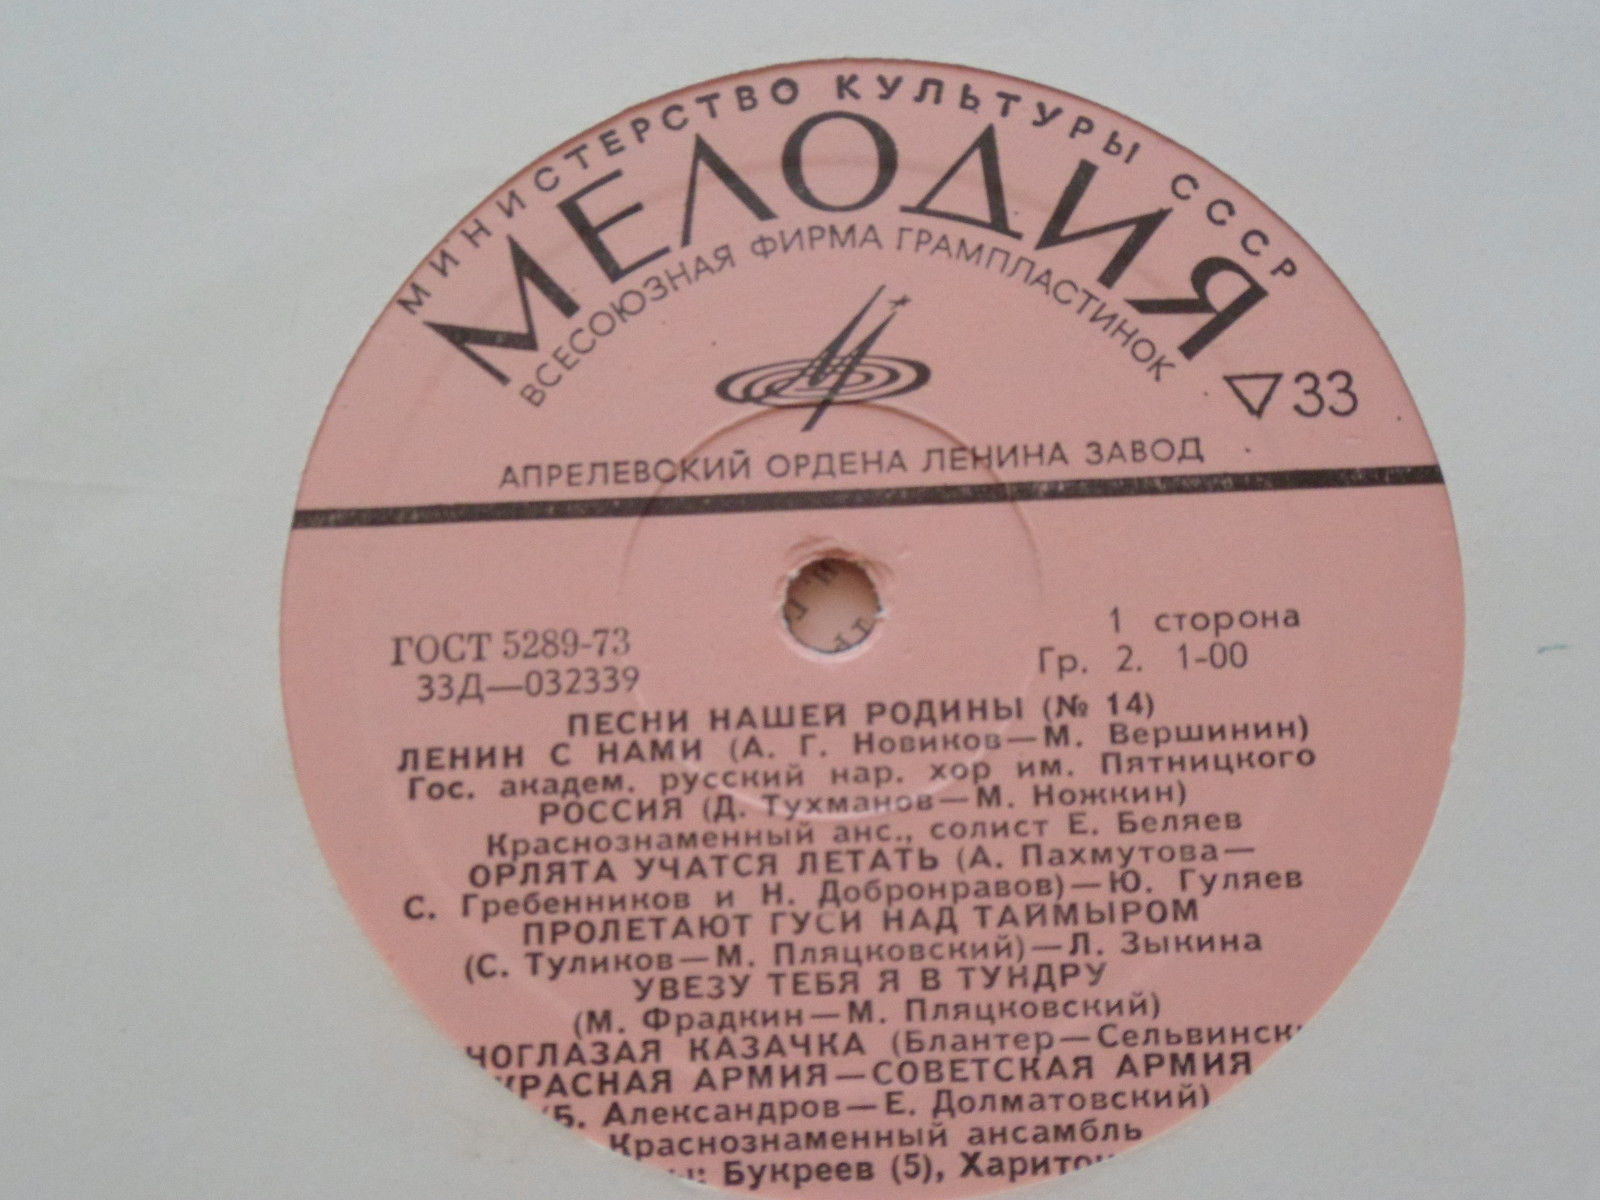 МИНИСТЕРСТВО КУЛЬТУРЫ СССР
МЕЛОДИЯ
ВСЕСОЮЗНАЯ ФИРМА ГРАМПЛАСТИНОК
33
АПРЕЛЕВСКИЙ ОРДЕНА ЛЕНИНА ЗАВОД
ГОСТ 5289-73
1 сторона
33Д—032339
Гр. 2. 1-00
ПЕСНИ НАШЕЙ РОДИНЫ (№ 14)
ЛЕНИН С НАМИ (А. Г. Новиков—М. Вершинин)
Гос. академ. русский нар. хор им. Пятницкого
РОССИЯ (Д. Тухманов—М. Ножкин)
Краснознаменный анс., солист Е. Беляев
ОРЛЯТА УЧАТСЯ ЛЕТАТЬ (А. Пахмутова—
С. Гребенников и Н. Добронравов)—Ю. Гуляев
ПРОЛЕТАЮТ ГУСИ НАД ТАЙМЫРОМ
(С. Туликов—М. Пляцковский)—Л. Зыкина
УВЕЗУ ТЕБЯ Я В ТУНДРУ
(М. Фрадкин—М. Пляцковский)
НОГЛАЗАЯ КАЗАЧКА (Блантер—Сельвинск
КРАСНАЯ АРМИЯ—СОВЕТСКАЯ АРМИЯ
(Б. Александров—Е. Долматовский)
Краснознаменный ансамбль
Букреев (5), Харитон